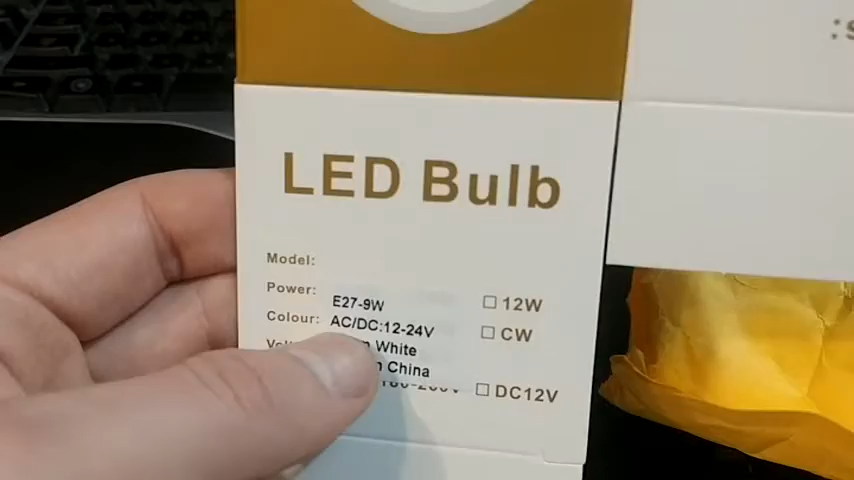 LED Bulb
Model:
Power:
E27-9W
☐ 12W
Colour:
AC/DC:12-24V
☐ CW
White
China
☐ DC12V